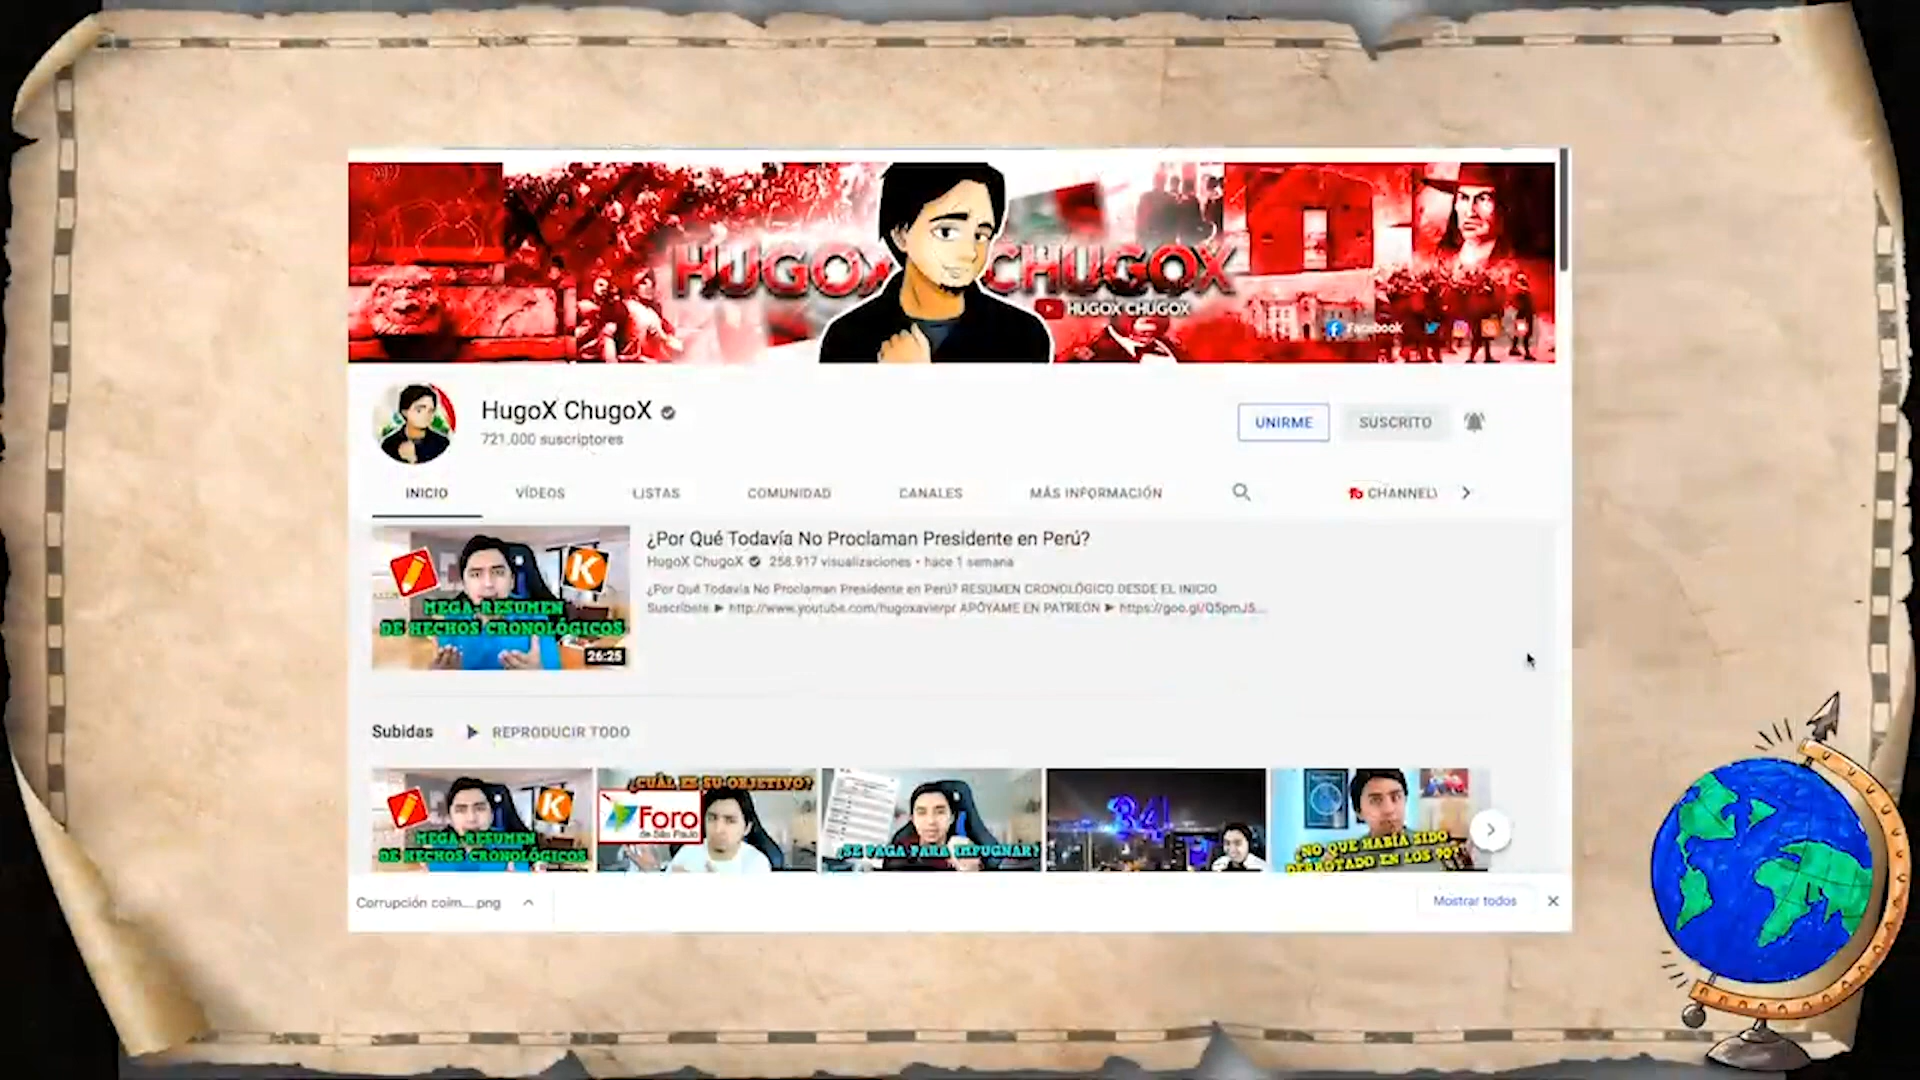 HUGOX CHUGOX
HUGOX CHUGOX
Facebook
HugoX ChugoX
721.000 suscriptores
UNIRME
SUSCRITO
INICIO
VÍDEOS
LISTAS
COMUNIDAD
CANALES
MÁS INFORMACIÓN
CHANNEL
¿Por Qué Todavía No Proclaman Presidente en Perú?
HugoX ChugoX 258.917 visualizaciones • hace 1 semana
¿Por Qué Todavía No Proclaman Presidente en Perú? RESUMEN CRONOLÓGICO DESDE EL INICIO
Suscríbete ► http://www.youtube.com/hugoxavierpr APÓYAME EN PATREON ► https://goo.gl/Q5pmJS...
K
MEGA-RESUMEN
DE HECHOS CRONOLÓGICOS
26:25
Subidas
REPRODUCIR TODO
K
MEGA-RESUMEN
DE HECHOS CRONOLÓGICOS
¿CUÁL ES SU OBJETIVO?
Foro
de São Paulo
¿SE PAGA PARA IMPUGNAR?
34
¿NO QUE HABÍA SIDO
DERROTADO EN LOS 90?
Corrupción coim....png
Mostrar todos